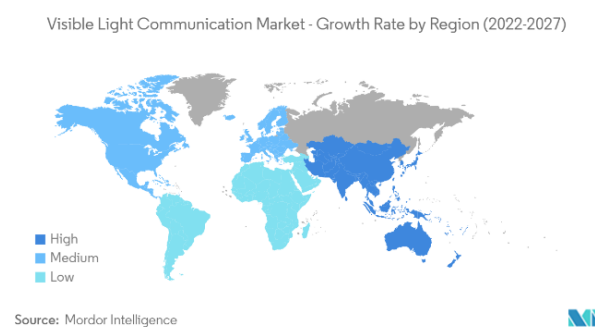 Visible Light Communication Market - Growth Rate by Region (2022-2027)
High
Medium
Low
Source: Mordor Intelligence